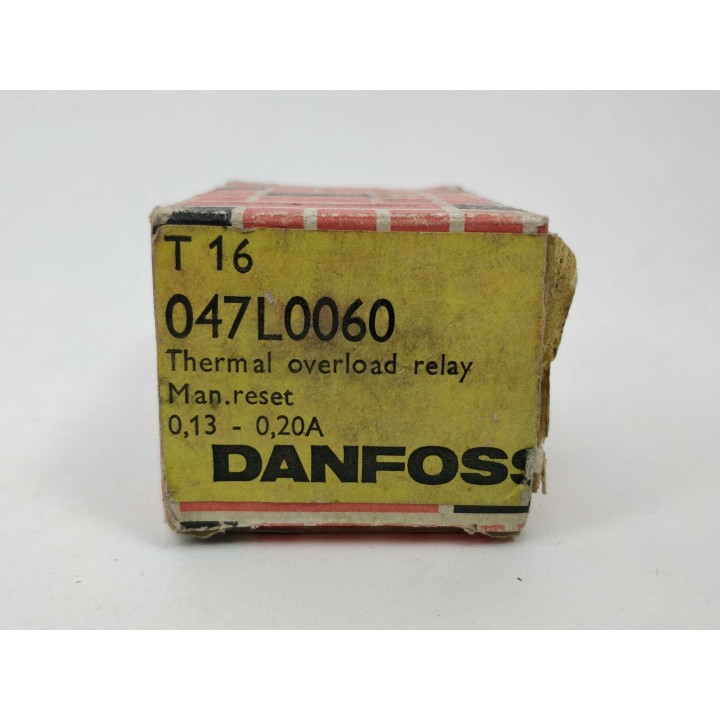 T 16
047L0060
Thermal overload relay
Man.reset
0,13 - 0,20A
DANFOSS